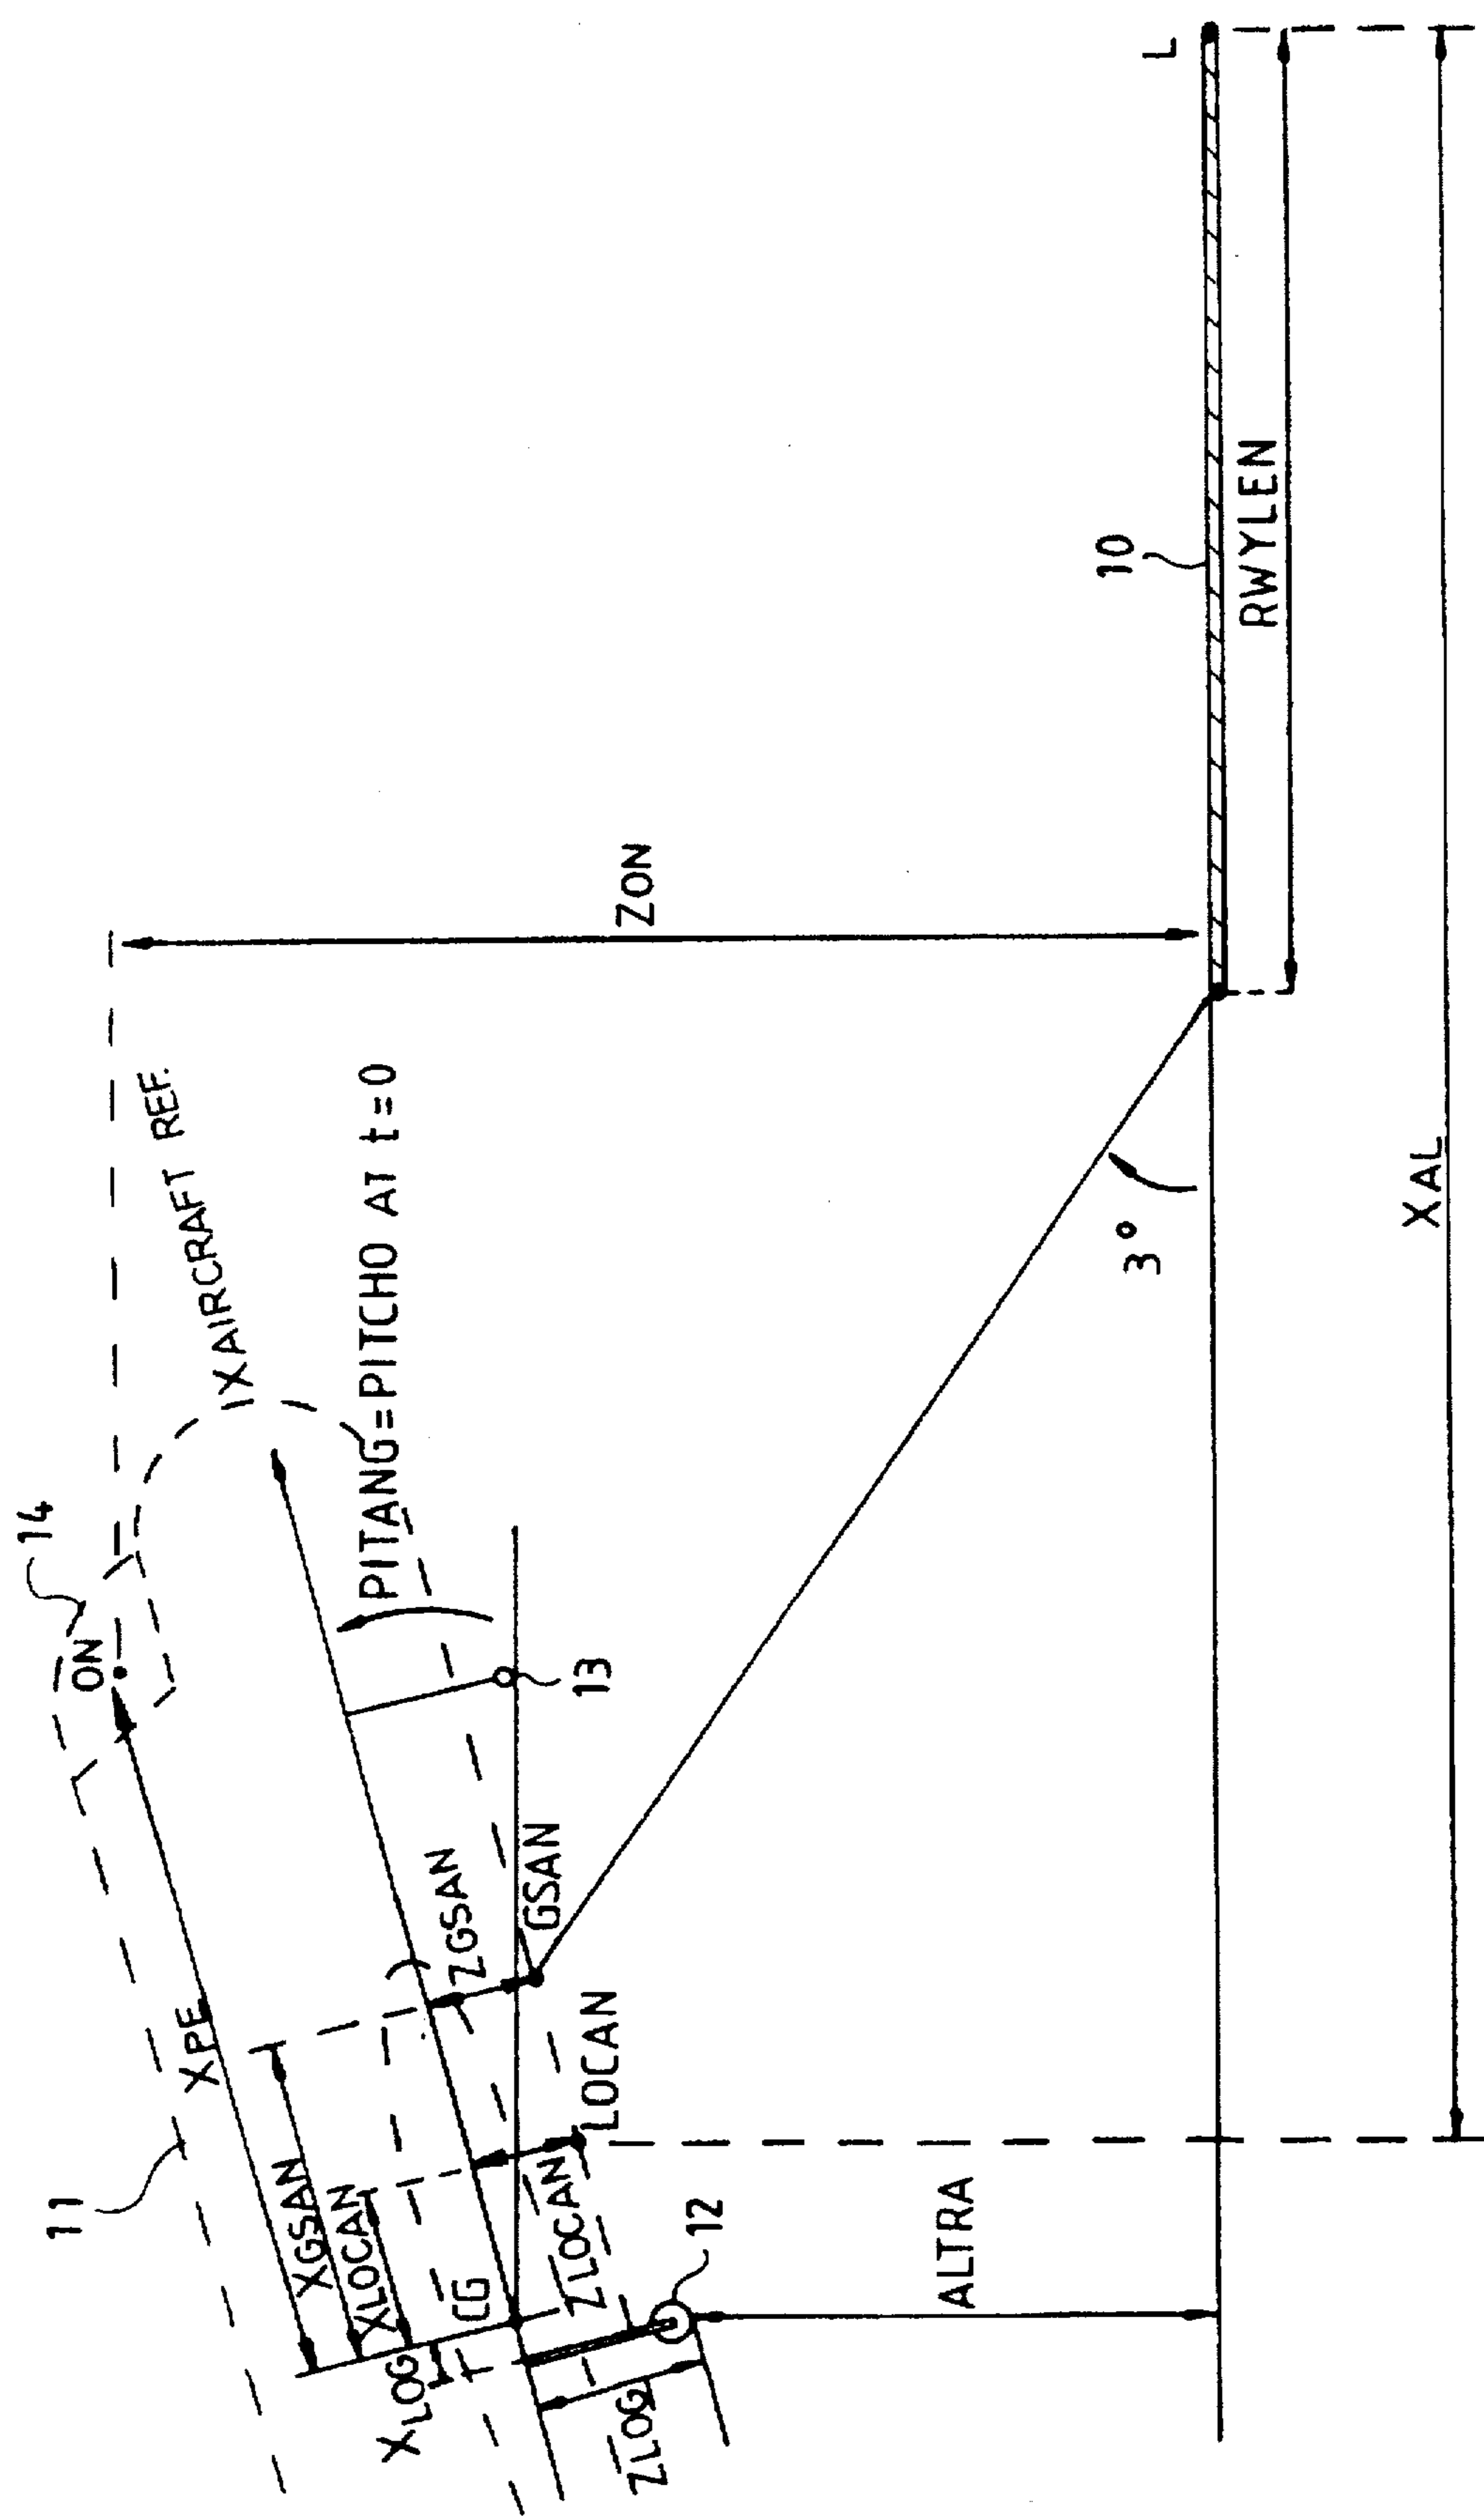 14
ON
11
XPE
X AIRCRAFT REF.
PITANG=PITCHO AT t=0
XGSAN
XLOCAN
XLOG
CG
ZGSAN
GSAN
13
ZLOCAN
LOCAN
ZLOG
12
ZON
ALTRA
3°
10
L
RWYLEN
XAL